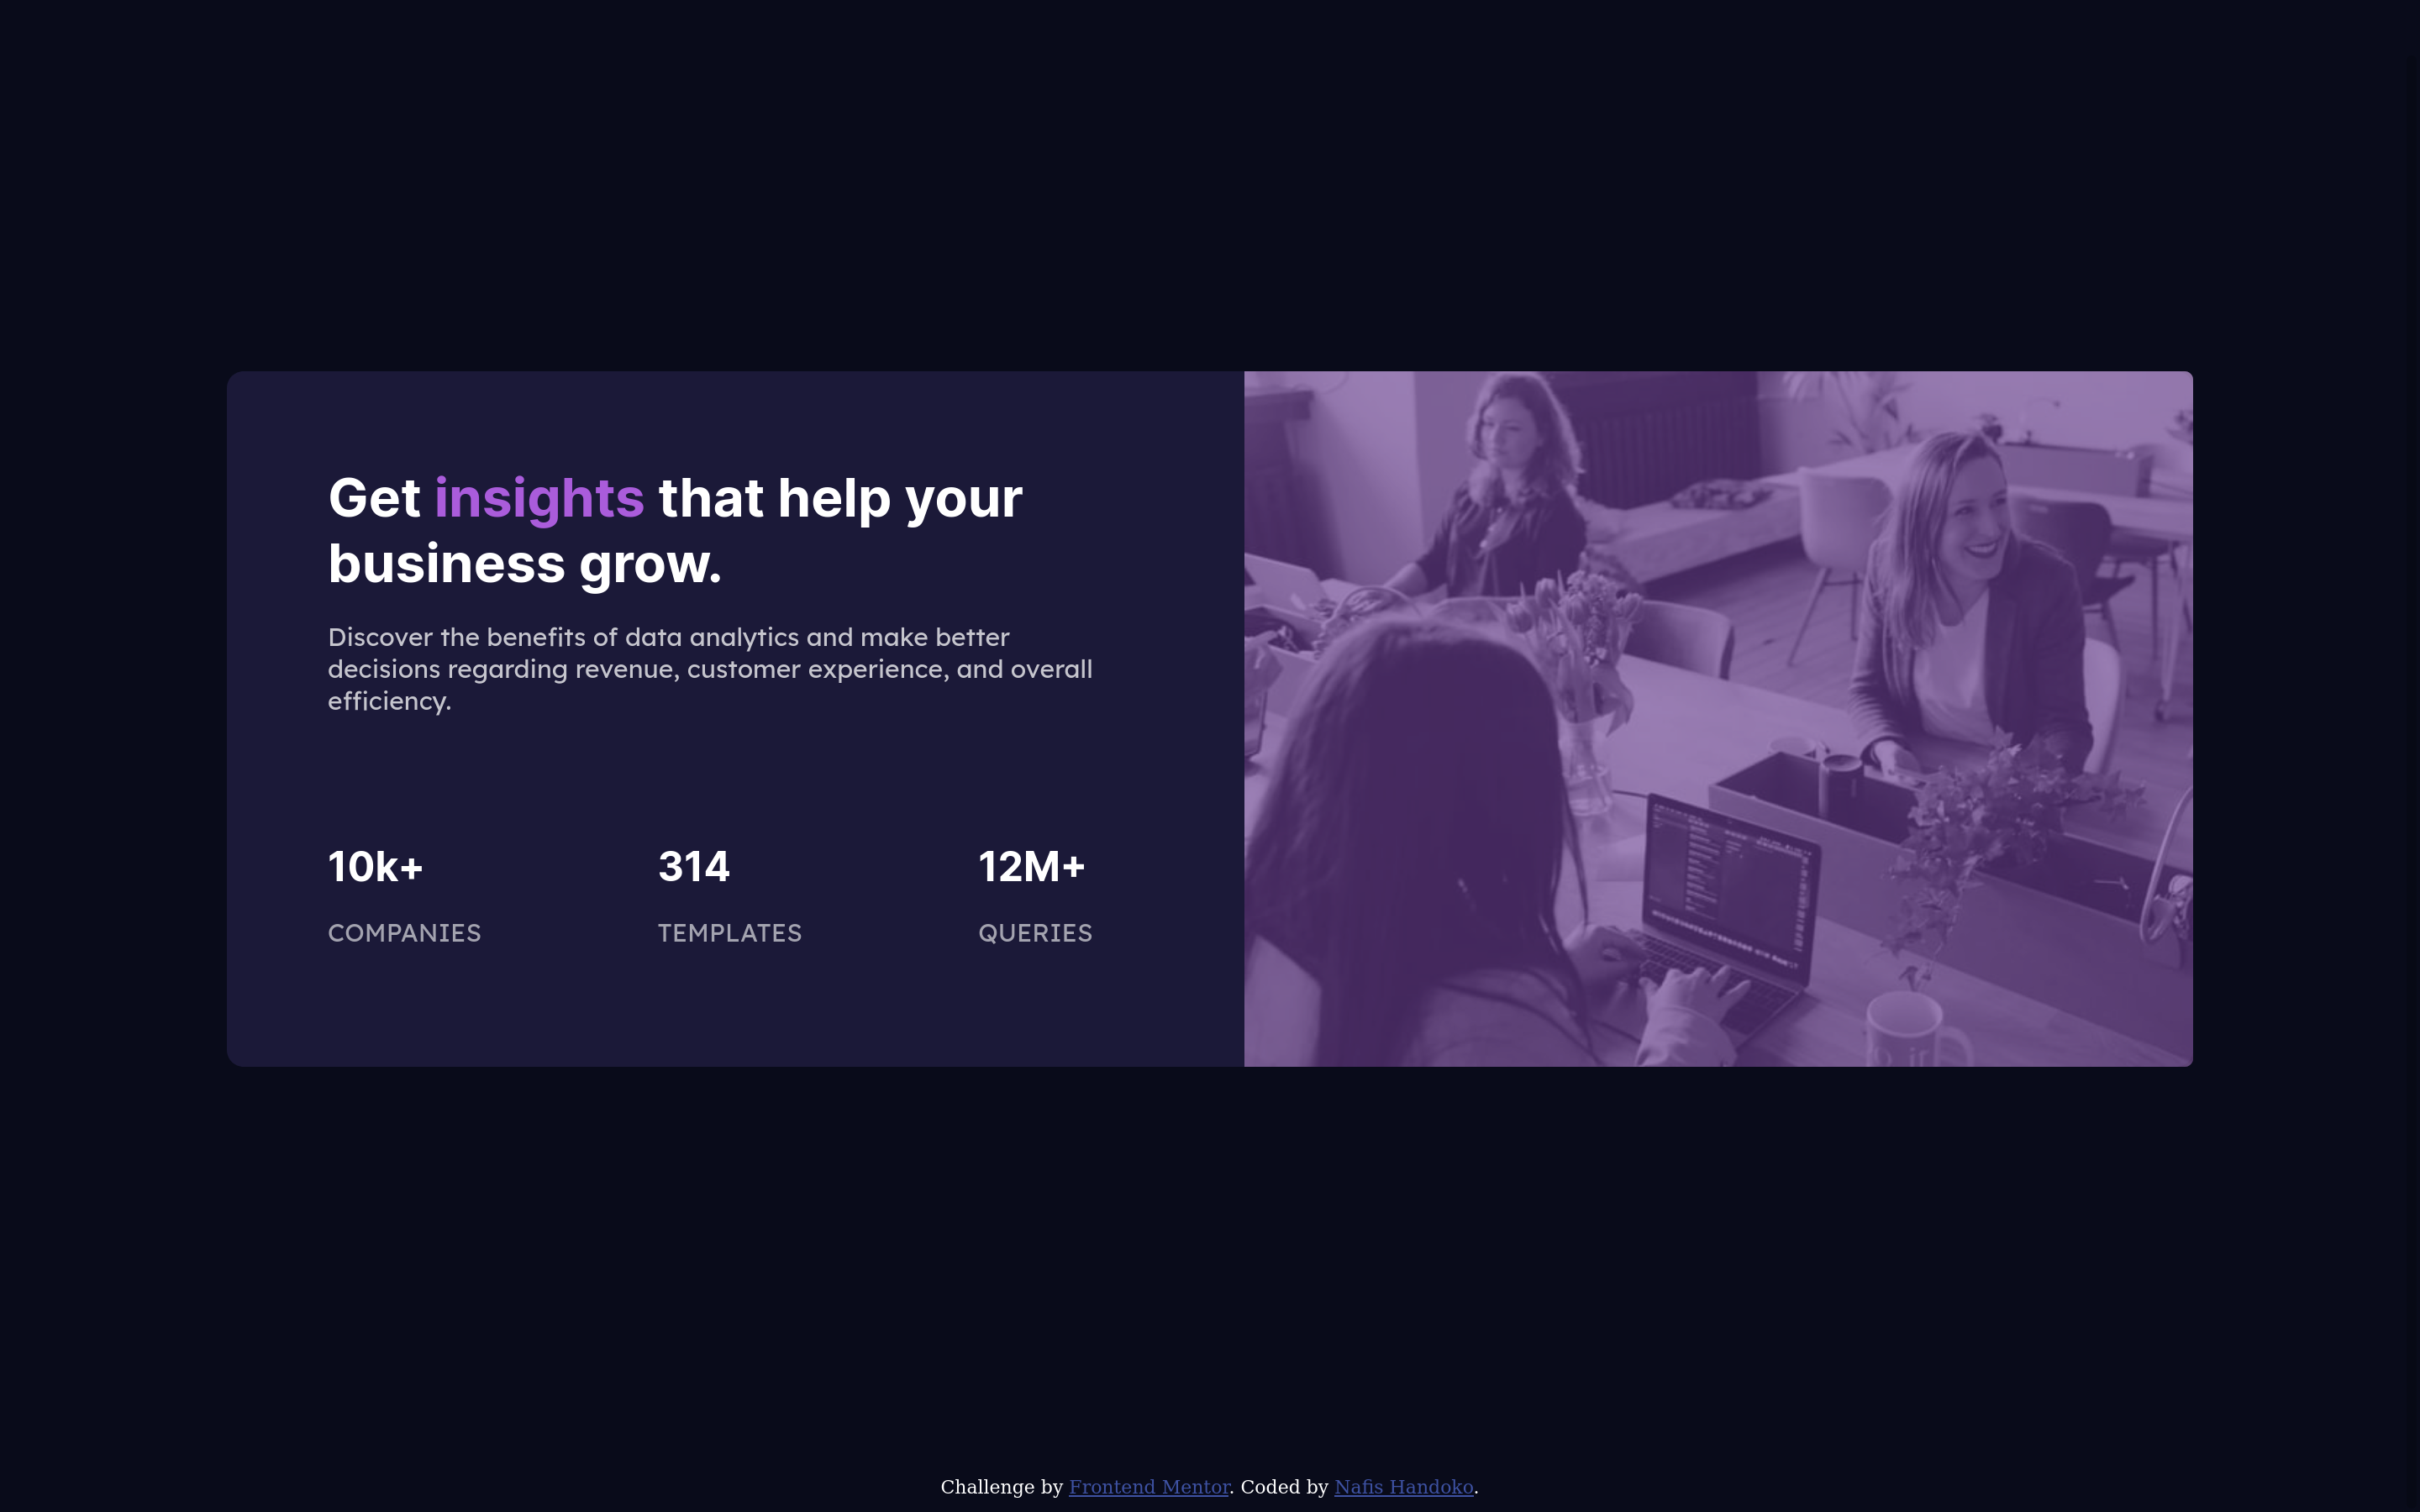 Get insights that help your
business grow.
Discover the benefits of data analytics and make better
decisions regarding revenue, customer experience, and overall
efficiency.
10k+
314
12M+
COMPANIES
TEMPLATES
QUERIES
Challenge by Frontend Mentor. Coded by Nafis Handoko.